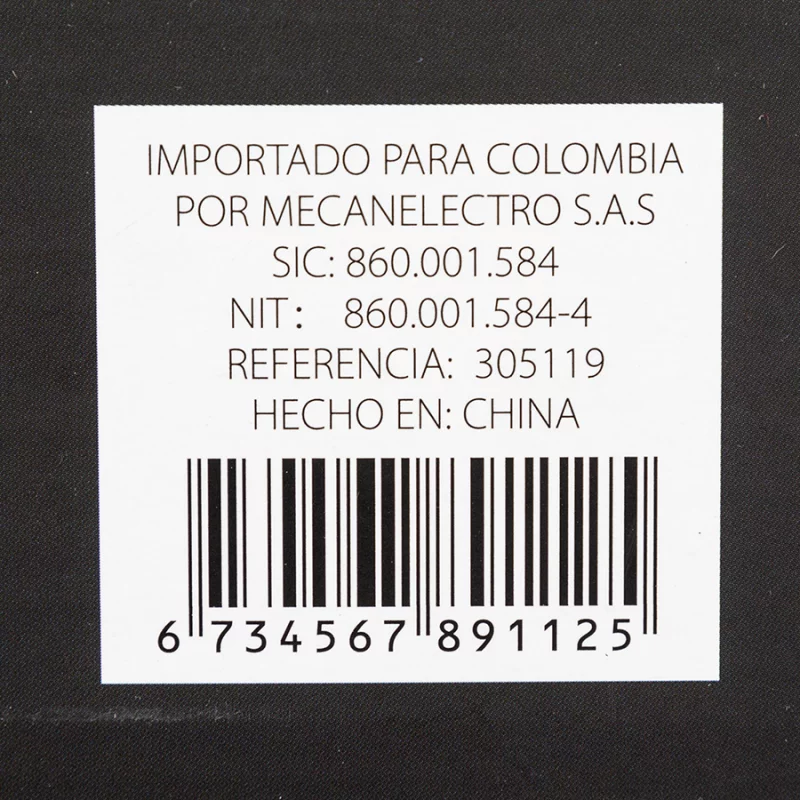 IMPORTADO PARA COLOMBIA
POR MECANELECTRO S.A.S
SIC: 860.001.584
NIT: 860.001.584-4
REFERENCIA: 305119
HECHO EN: CHINA
6 734567 891125